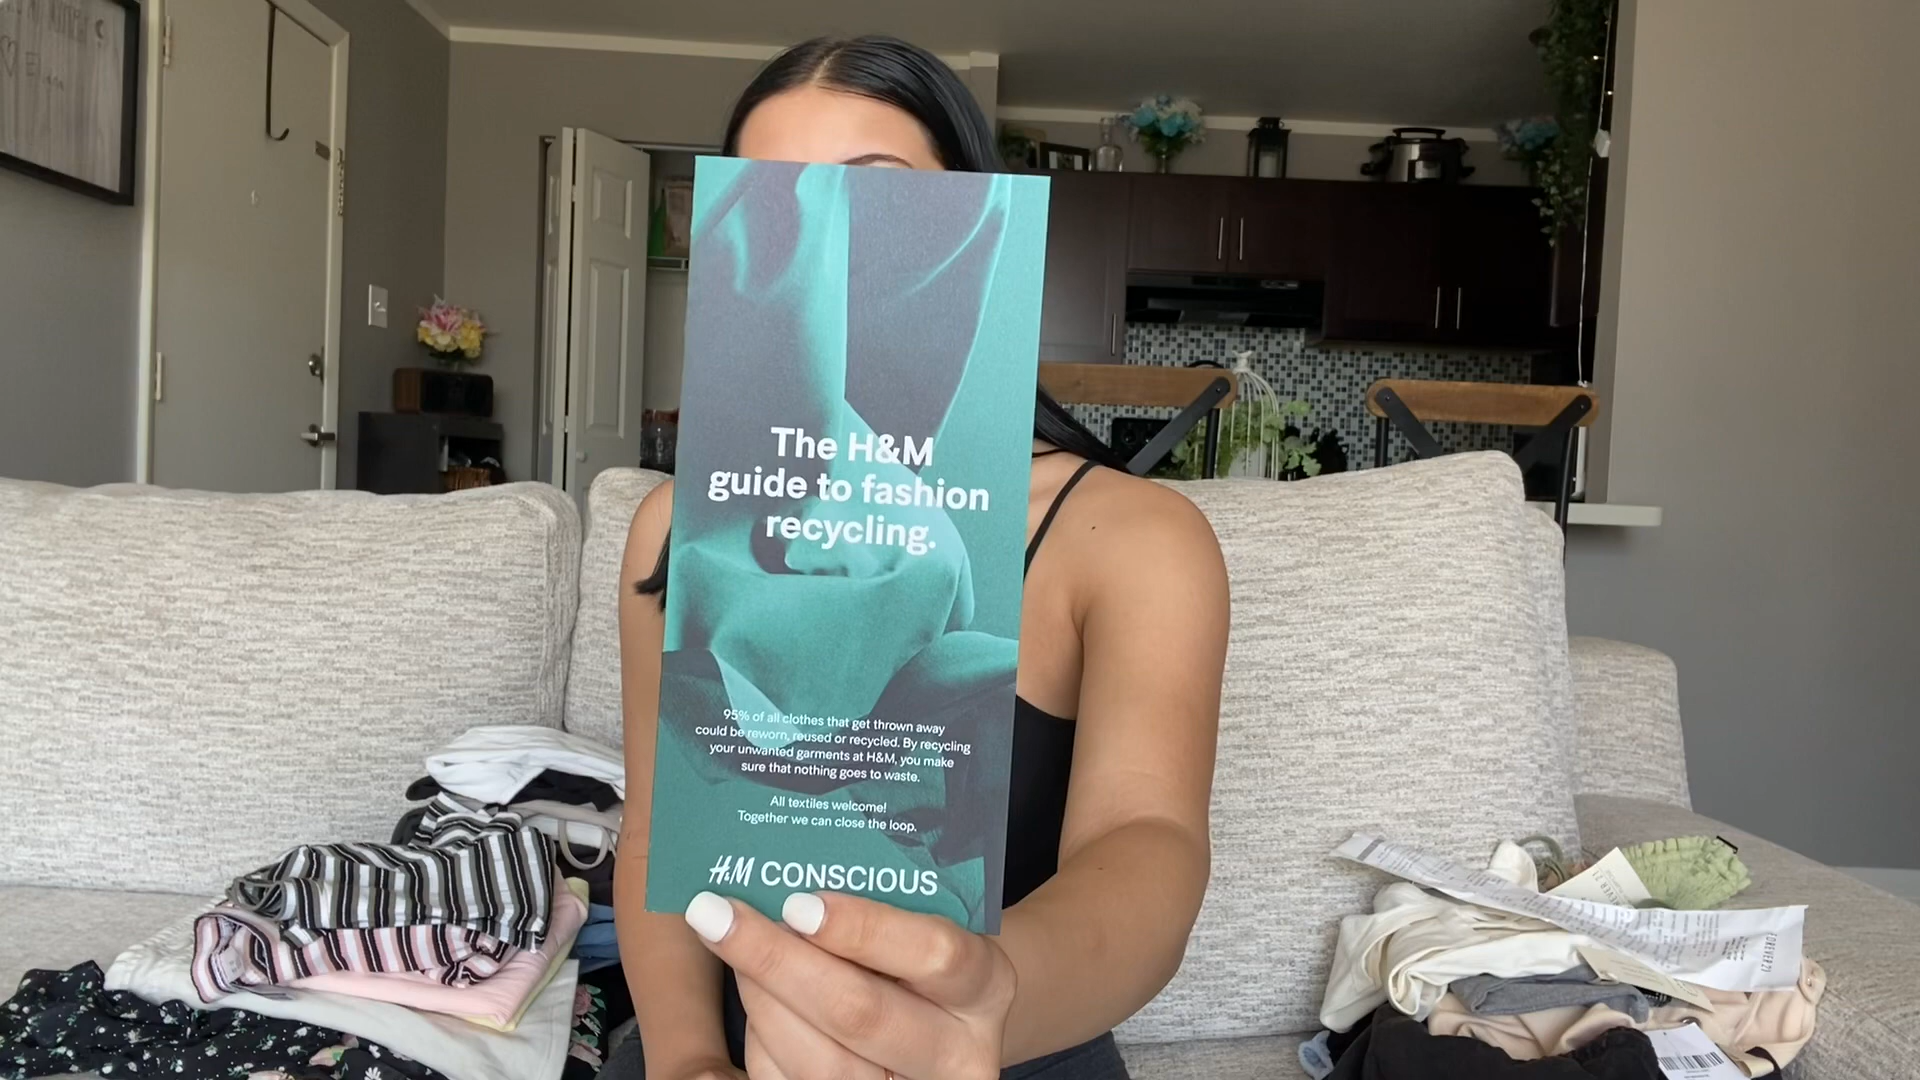 The H&M
guide to fashion
recycling.
95% of all clothes that get thrown away
could be reworn, reused or recycled. By recycling
your unwanted garments at H&M, you make
sure that nothing goes to waste.
All textiles welcome!
Together we can close the loop.
H&M CONSCIOUS
FOREVER 21